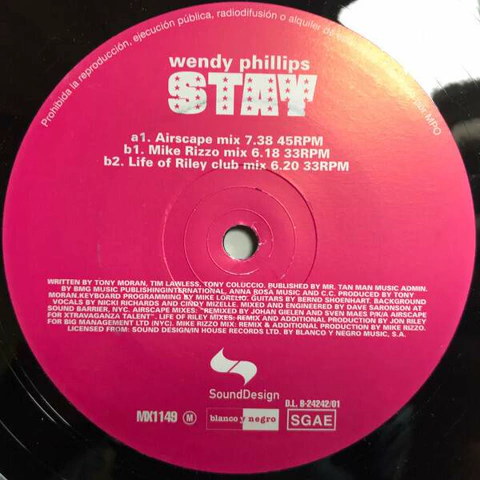 Prohibida la reproducción, ejecución pública, radiodifusión o alquiler de
por MPO
wendy phillips
STAY
a1. Airscape mix 7.38 45RPM
b1. Mike Rizzo mix 6.18 33RPM
b2. Life of Riley club mix 6.20 33RPM
WRITTEN BY TONY MORAN, TIM LAWLESS, TONY COLUCCIO. PUBLISHED BY MR. TAN MAN MUSIC ADMIN.
BY BMG MUSIC PUBLISHINGINTERNATIONAL, ANNA ROSA MUSIC AND C.C. PRODUCED BY TONY
MORAN.KEYBOARD PROGRAMMING BY MIKE LORELLO. GUITARS BY BERND SHOENHART. BACKGROUND
VOCALS BY NICKI RICHARDS AND CINDY MIZELLE. MIXED AND ENGINEERED BY DAVE SARONSON AT
SOUND BARRIER, NYC. AIRSCAPE MIXES: "REMIXED BY JOHAN GIELEN AND SVEN MAES P/K/A AIRSCAPE
FOR XTRAVAGANZA TALENT". LIFE OF RILEY MIXES: REMIX AND ADDITIONAL PRODUCTION BY JON RILEY
FOR BIG MANAGEMENT LTD (NYC). MIKE RIZZO MIX: REMIX & ADDITIONAL PRODUCTION BY MIKE RIZZO.
LICENSED FROM: SOUND DESIGN/IN HOUSE RECORDS LTD. BY BLANCO Y NEGRO MUSIC, S.A.
SoundDesign
D.L. B-24242/01
MX1149 M blanco y negro SGAE